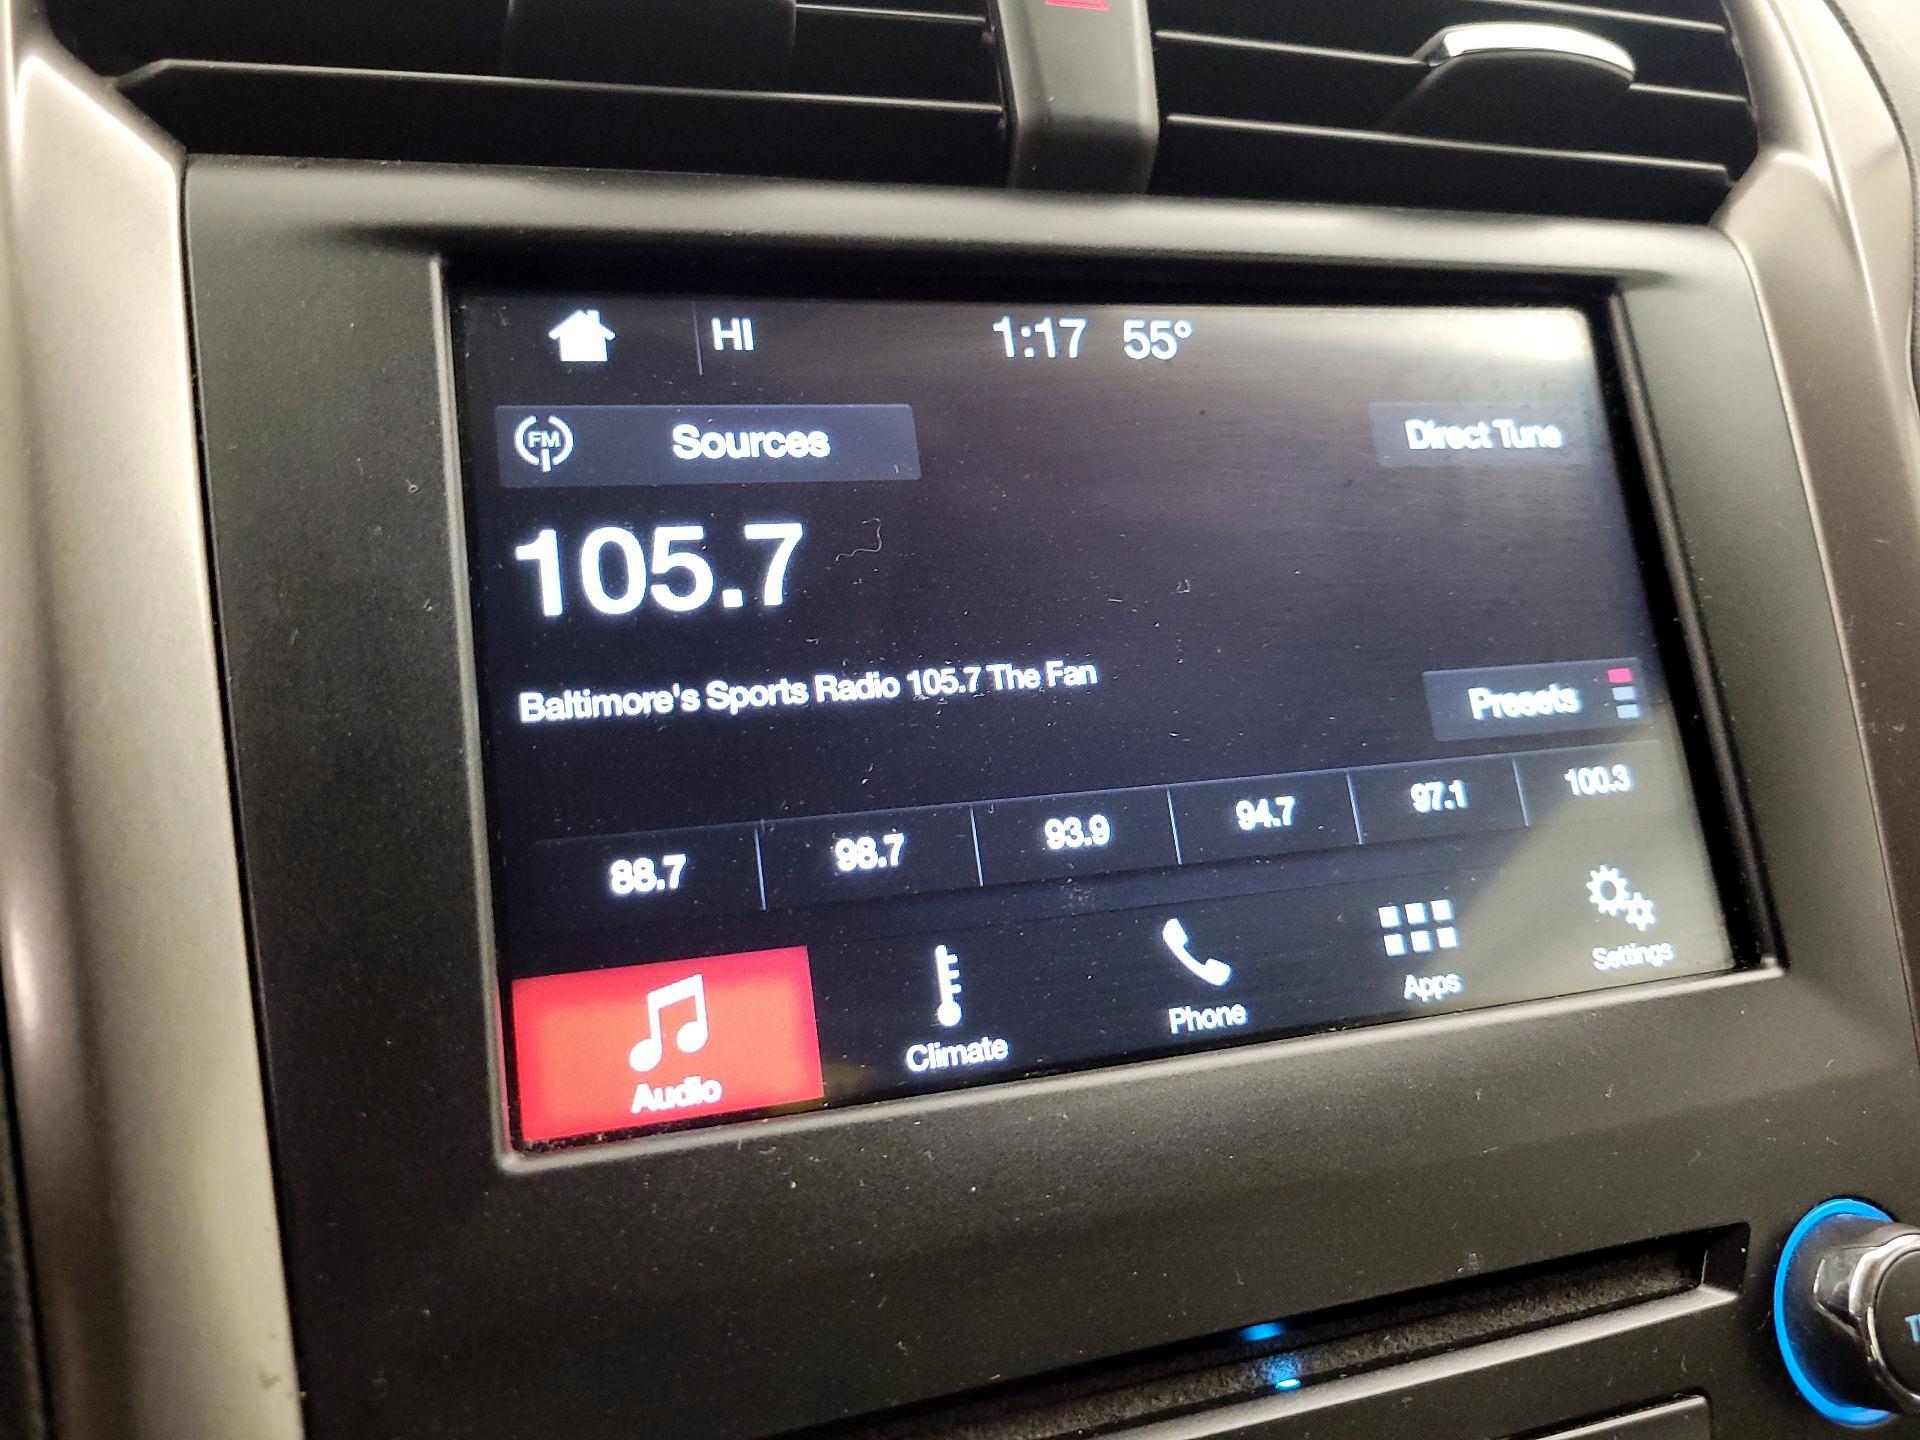 HI 1:17 55°
FM Sources Direct Tune
105.7
Baltimore's Sports Radio 105.7 The Fan
Presets
88.7 98.7 93.9 94.7 97.1 100.3
Audio Climate Phone Apps Settings